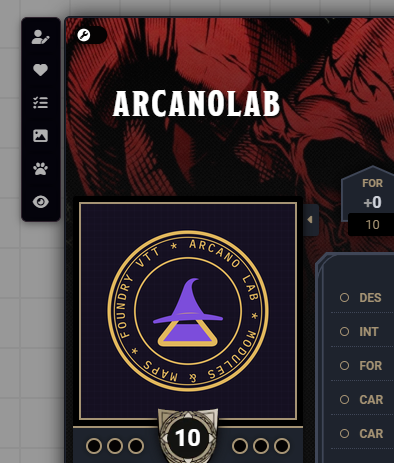 ARCANOLAB
FOR
+0
10
FOUNDRY VTT ★ ARCANO LAB ★ MODULES & MAPS ★
DES
INT
FOR
CAR
CAR
10